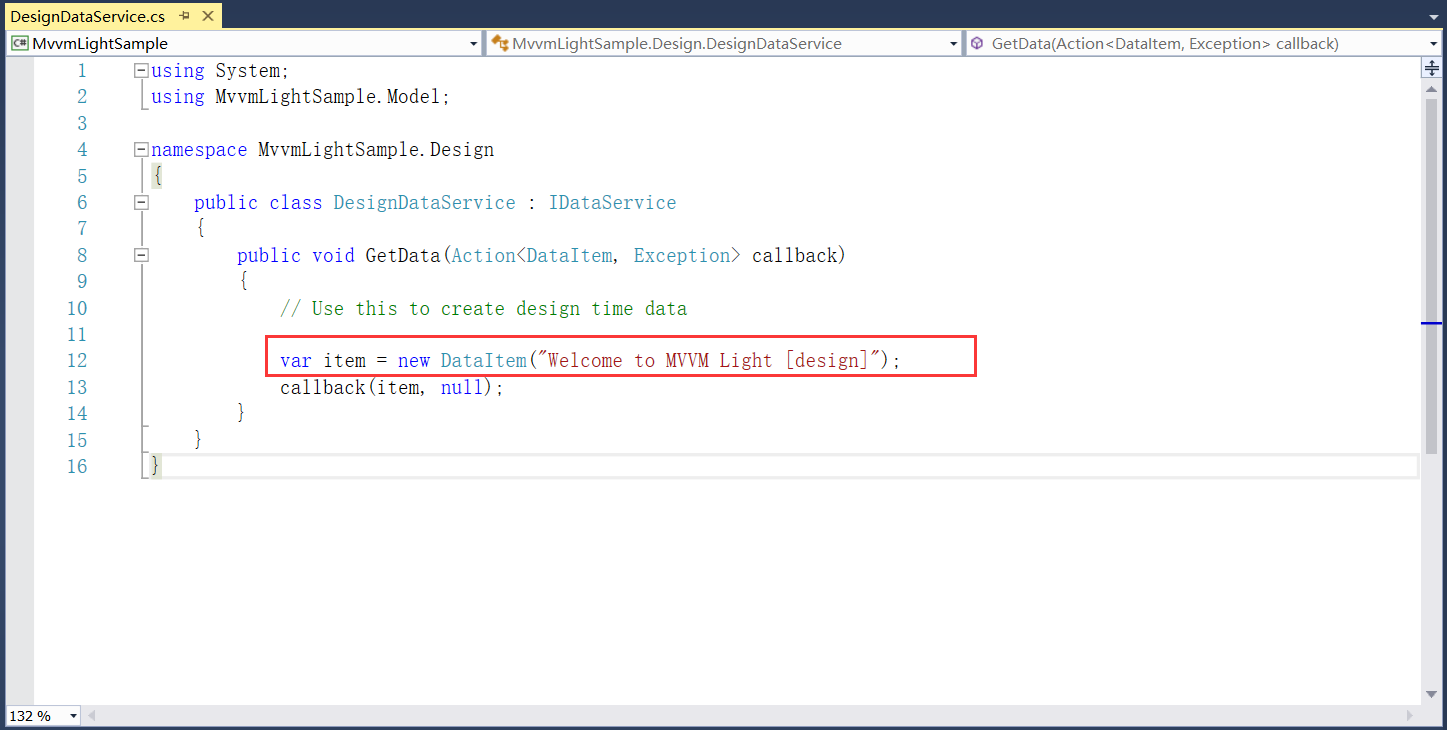 DesignDataService.cs
MvvmLightSample MvvmLightSample.Design.DesignDataService GetData(Action<DataItem, Exception> callback)
1 using System;
2 using MvvmLightSample.Model;
3
4 namespace MvvmLightSample.Design
5 {
6 public class DesignDataService : IDataService
7 {
8 public void GetData(Action<DataItem, Exception> callback)
9 {
10 // Use this to create design time data
11
12 var item = new DataItem("Welcome to MVVM Light [design]");
13 callback(item, null);
14 }
15 }
16 }
132 %